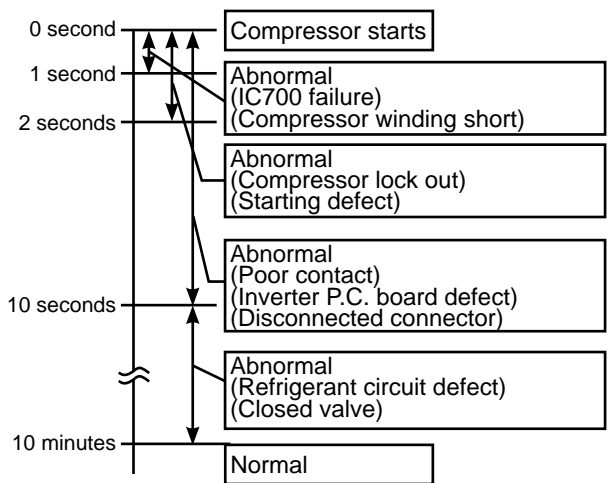 0 second
Compressor starts
1 second
Abnormal
(IC700 failure)
(Compressor winding short)
2 seconds
Abnormal
(Compressor lock out)
(Starting defect)
Abnormal
(Poor contact)
(Inverter P.C. board defect)
(Disconnected connector)
10 seconds
Abnormal
(Refrigerant circuit defect)
(Closed valve)
10 minutes
Normal